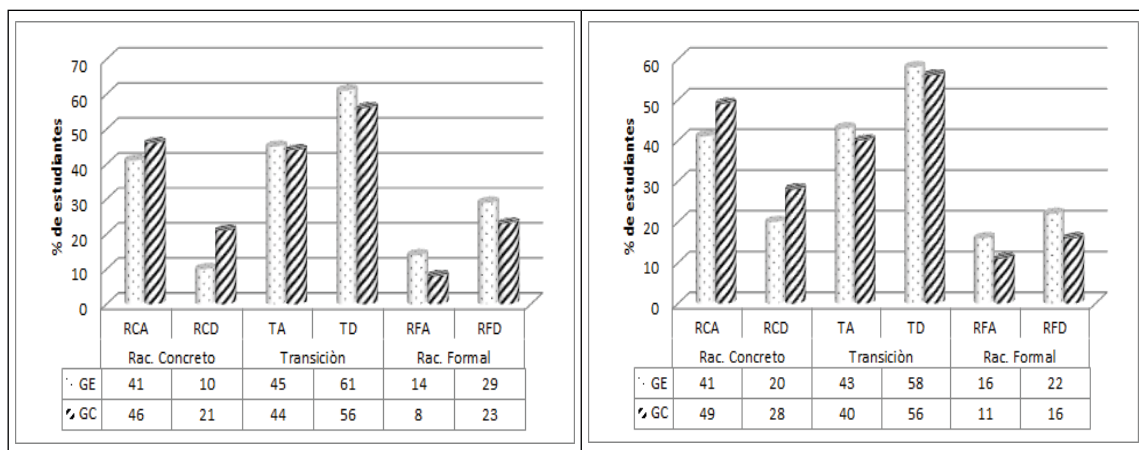 % de estudiantes
70
60
50
40
30
20
10
0
RCA RCD TA TD RFA RFD
Rac. Concreto Transiciòn Rac. Formal
GE 41 10 45 61 14 29
GC 46 21 44 56 8 23
% de estudiantes
60
50
40
30
20
10
0
RCA RCD TA TD RFA RFD
Rac. Concreto Transiciòn Rac. Formal
GE 41 20 43 58 16 22
GC 49 28 40 56 11 16